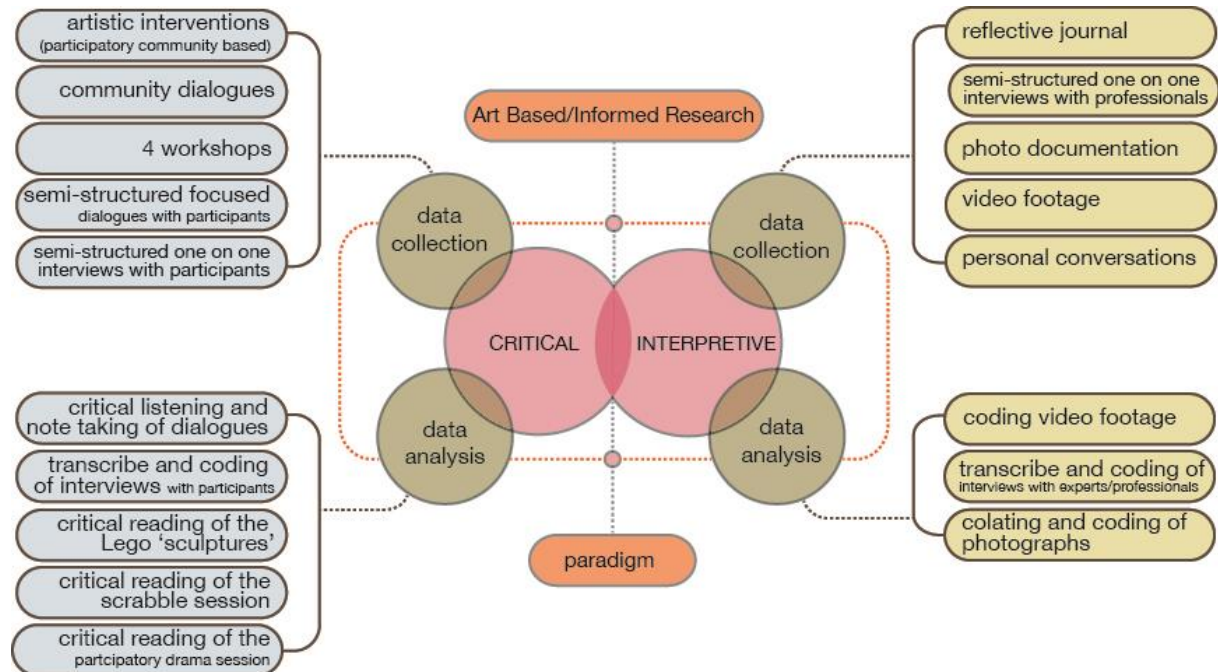 artistic interventions
(participatory community based)
community dialogues
4 workshops
semi-structured focused
dialogues with participants
semi-structured one on one
interviews with participants
Art Based/Informed Research
reflective journal
semi-structured one on one
interviews with professionals
photo documentation
video footage
personal conversations
data
collection
data
collection
CRITICAL
INTERPRETIVE
data
analysis
data
analysis
paradigm
critical listening and
note taking of dialogues
transcribe and coding
of interviews with participants
critical reading of the
Lego ‘sculptures’
critical reading of the
scrabble session
critical reading of the
partcipatory drama session
coding video footage
transcribe and coding of
interviews with experts/professionals
colating and coding of
photographs